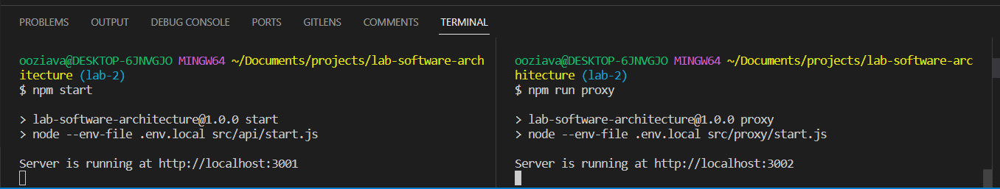 PROBLEMS OUTPUT DEBUG CONSOLE PORTS GITLENS COMMENTS TERMINAL
ooziava@DESKTOP-6JNVGJO MINGW64 ~/Documents/projects/lab-software-arch
itecture (lab-2)
$ npm start
> lab-software-architecture@1.0.0 start
> node --env-file .env.local src/api/start.js
Server is running at http://localhost:3001
ooziava@DESKTOP-6JNVGJO MINGW64 ~/Documents/projects/lab-software-arc
hitecture (lab-2)
$ npm run proxy
> lab-software-architecture@1.0.0 proxy
> node --env-file .env.local src/proxy/start.js
Server is running at http://localhost:3002